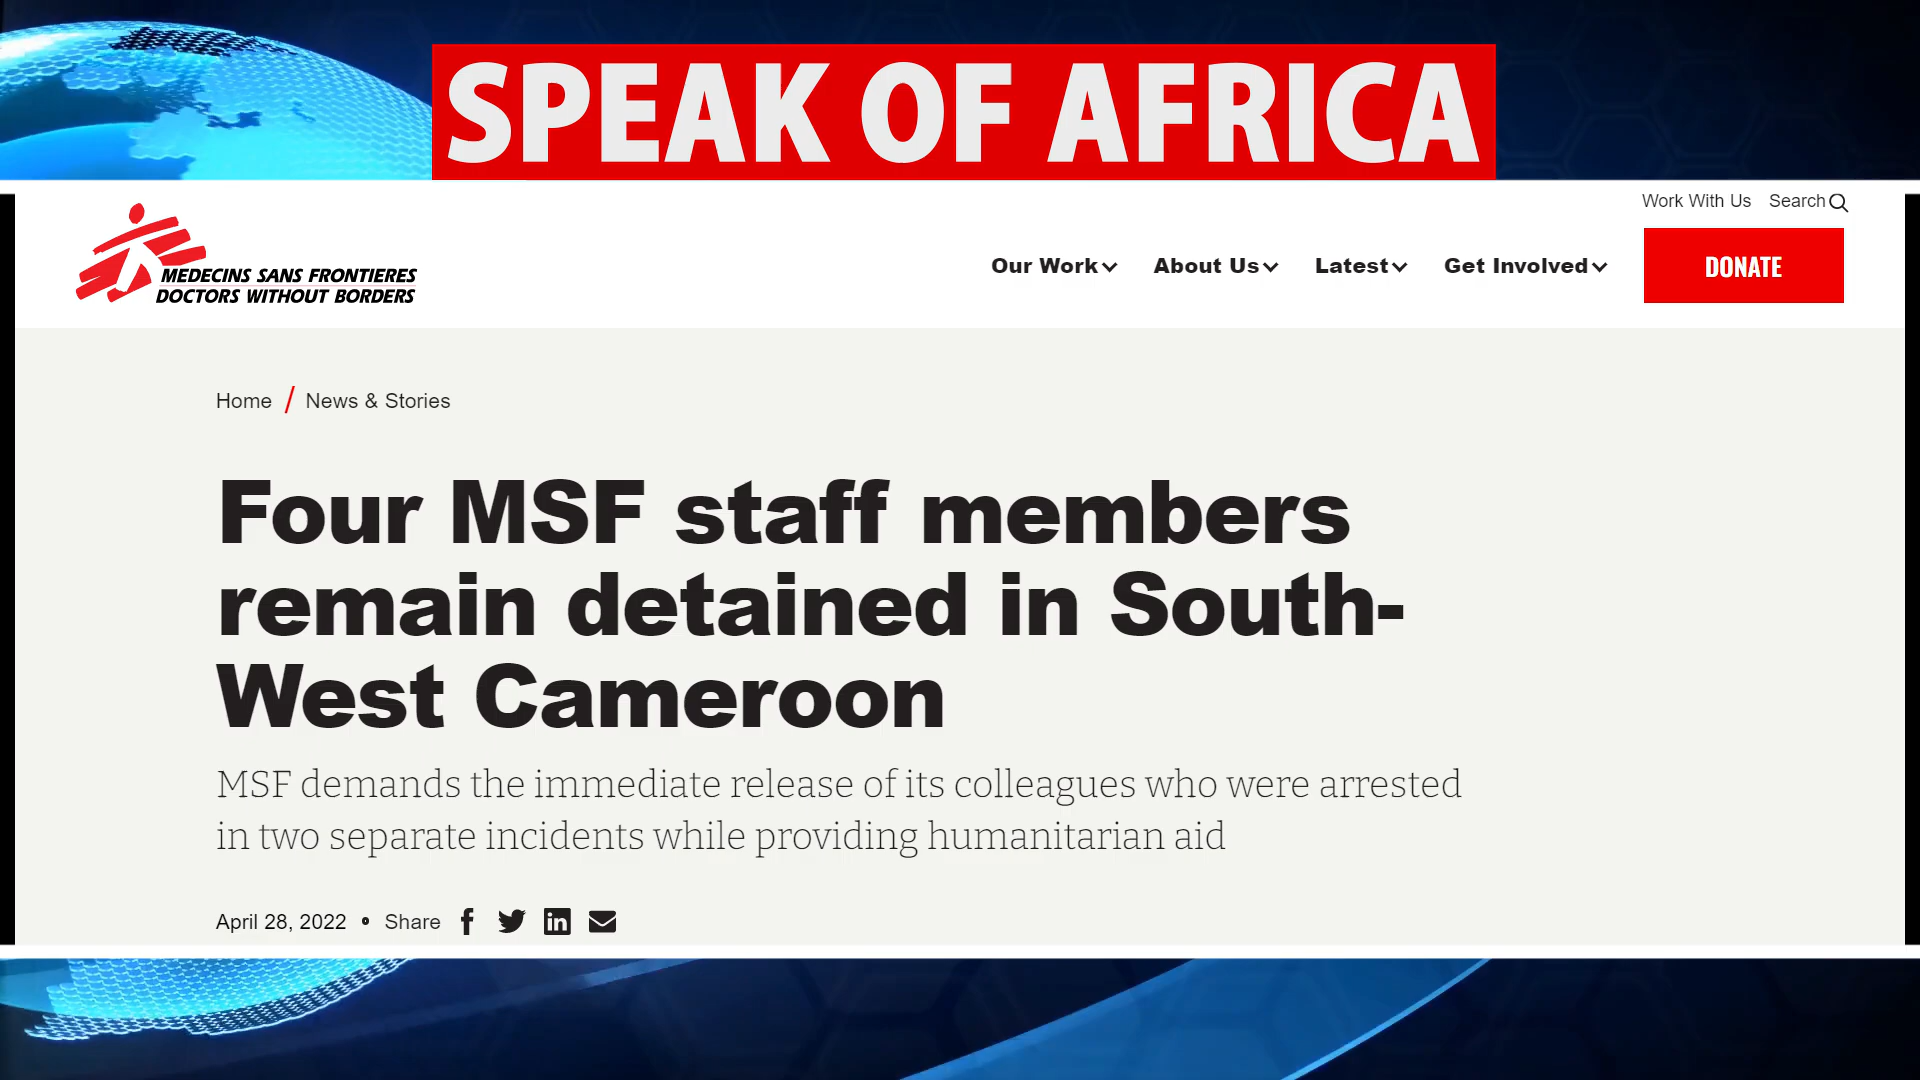 SPEAK OF AFRICA
Work With Us Search
MEDECINS SANS FRONTIERES
DOCTORS WITHOUT BORDERS
Our Work About Us Latest Get Involved DONATE
Home / News & Stories
Four MSF staff members
remain detained in South-
West Cameroon
MSF demands the immediate release of its colleagues who were arrested
in two separate incidents while providing humanitarian aid
April 28, 2022 • Share